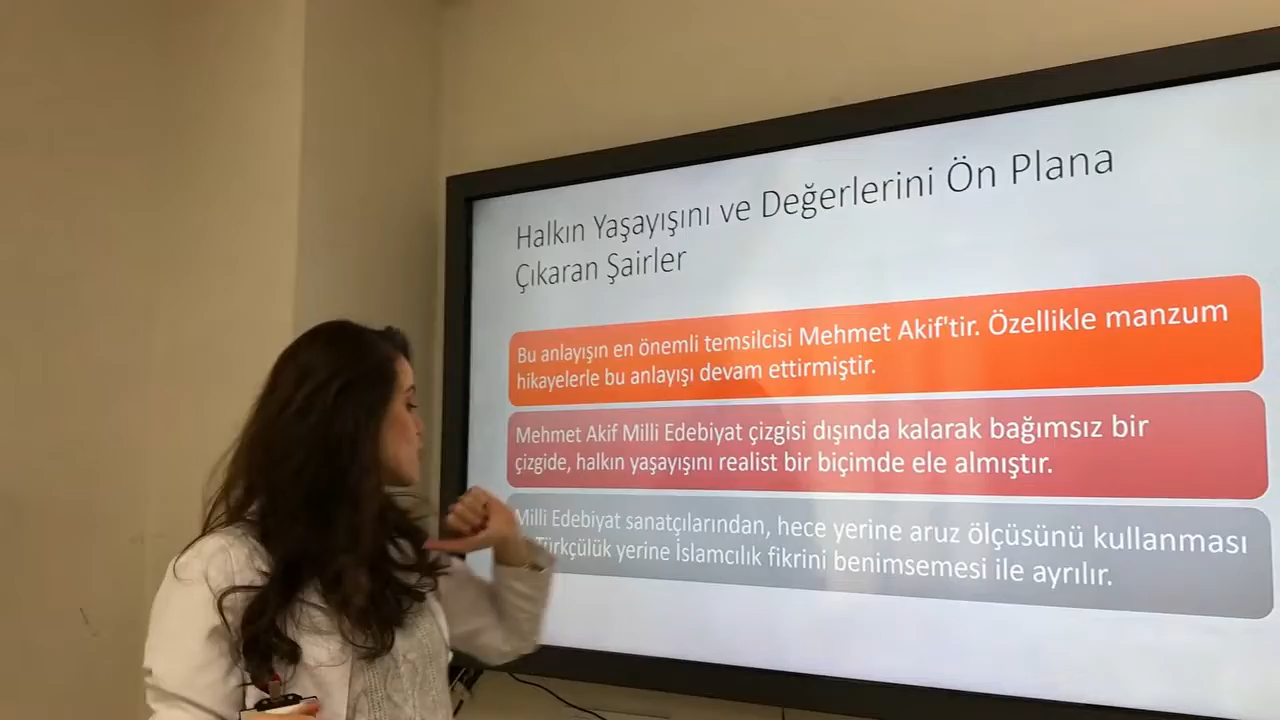 Halkın Yaşayışını ve Değerlerini Ön Plana
Çıkaran Şairler
Bu anlayışın en önemli temsilcisi Mehmet Akif'tir. Özellikle manzum
hikayelerle bu anlayışı devam ettirmiştir.
Mehmet Akif Milli Edebiyat çizgisi dışında kalarak bağımsız bir
çizgide, halkın yaşayışını realist bir biçimde ele almıştır.
Milli Edebiyat sanatçılarından, hece yerine aruz ölçüsünü kullanması
Türkçülük yerine İslamcılık fikrini benimsemesi ile ayrılır.